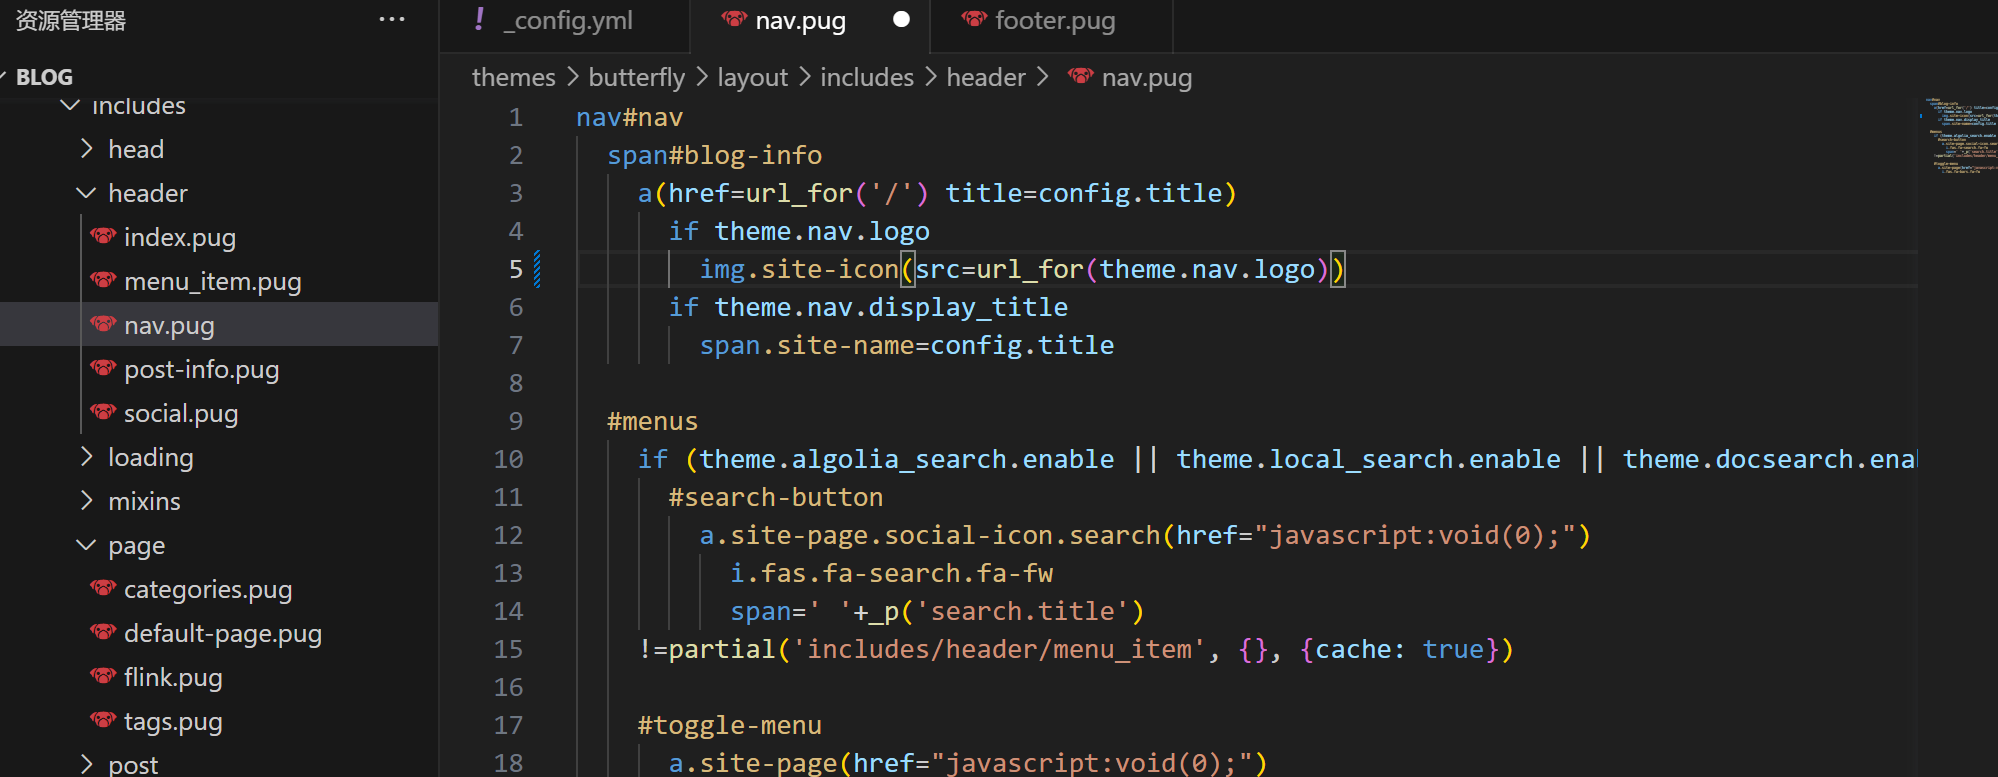 资源管理器 ···
BLOG
includes
head
header
index.pug
menu_item.pug
nav.pug
post-info.pug
social.pug
loading
mixins
page
categories.pug
default-page.pug
flink.pug
tags.pug
post
! _config.yml
nav.pug
footer.pug
themes > butterfly > layout > includes > header > nav.pug
1 nav#nav
2 span#blog-info
3 a(href=url_for('/') title=config.title)
4 if theme.nav.logo
5 img.site-icon(src=url_for(theme.nav.logo))
6 if theme.nav.display_title
7 span.site-name=config.title
8
9 #menus
10 if (theme.algolia_search.enable || theme.local_search.enable || theme.docsearch.ena
11 #search-button
12 a.site-page.social-icon.search(href="javascript:void(0);")
13 i.fas.fa-search.fa-fw
14 span=' '+_p('search.title')
15 !=partial('includes/header/menu_item', {}, {cache: true})
16
17 #toggle-menu
18 a.site-page(href="javascript:void(0);")